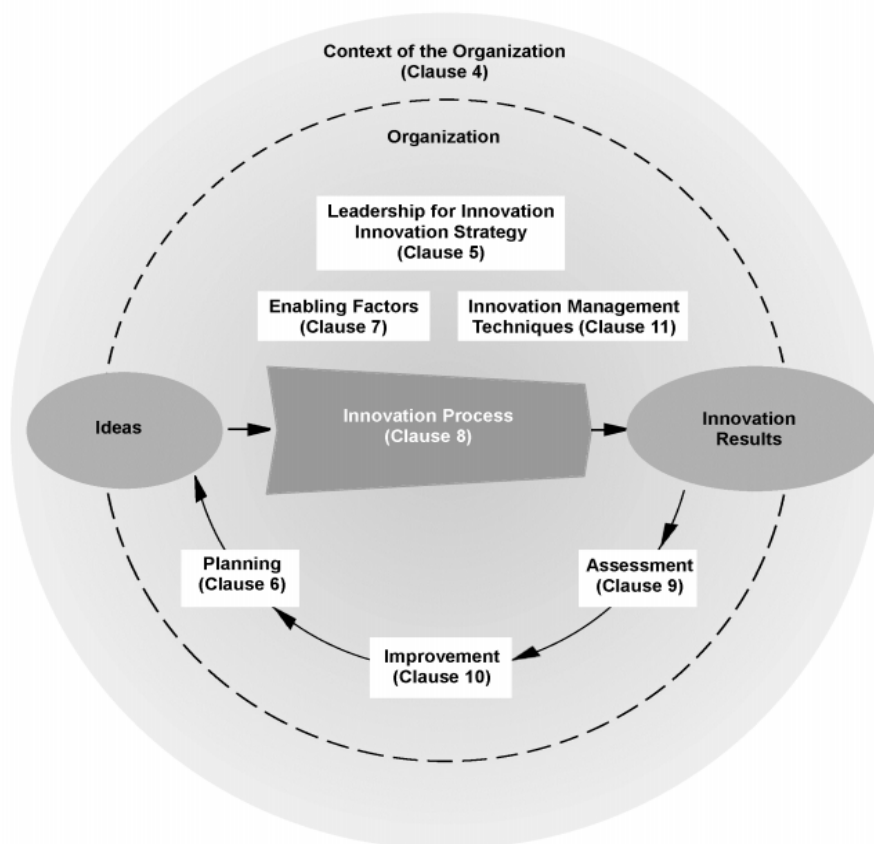 Context of the Organization
(Clause 4)
Organization
Leadership for Innovation
Innovation Strategy
(Clause 5)
Enabling Factors
(Clause 7)
Innovation Management
Techniques (Clause 11)
Ideas
Innovation Process
(Clause 8)
Innovation
Results
Planning
(Clause 6)
Assessment
(Clause 9)
Improvement
(Clause 10)